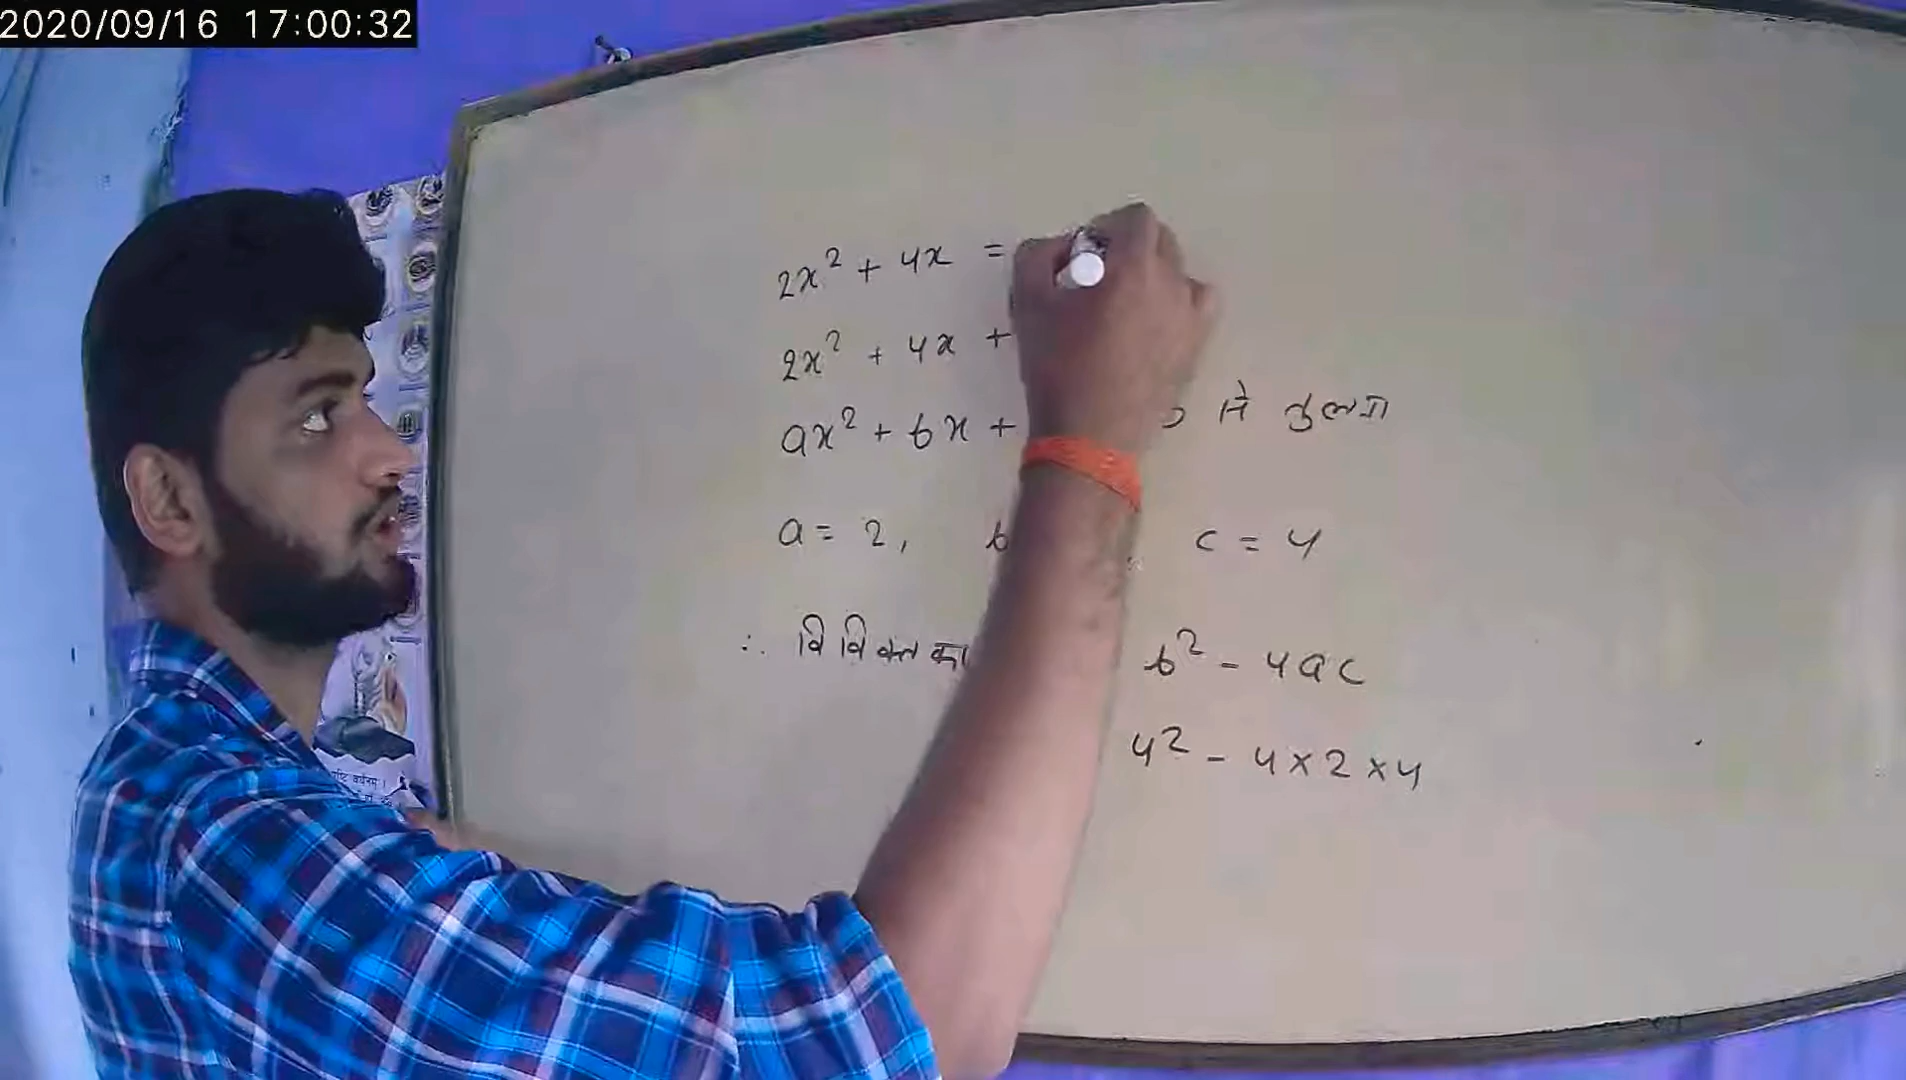 2020/09/16 17:00:32
2x² + 4x =
2x² + 4x +
ax² + bx + 0 से तुलना
a = 2, b c = 4
∴ विविक्त का b² - 4ac
4² - 4×2×4